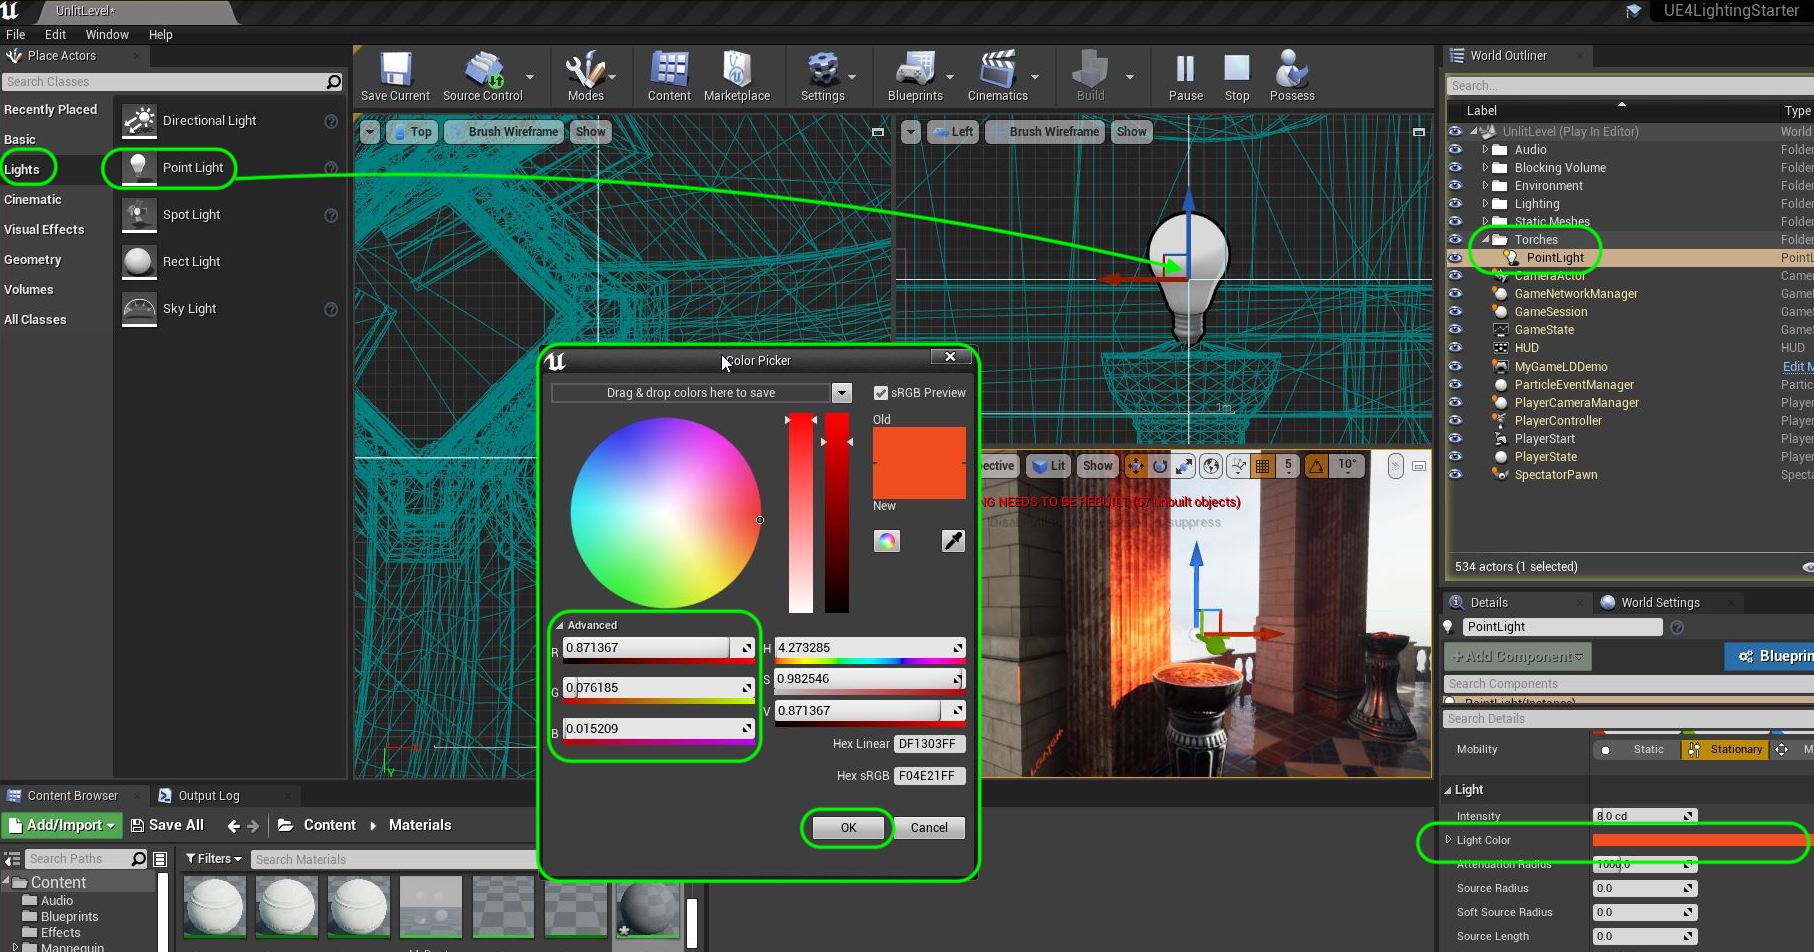 UnlitLevel*
UE4LightingStarter
File Edit Window Help
Place Actors
Search Classes
Recently Placed
Basic
Lights
Cinematic
Visual Effects
Geometry
Volumes
All Classes
Directional Light
Point Light
Spot Light
Rect Light
Sky Light
Save Current Source Control Modes Content Marketplace Settings Blueprints Cinematics Build Pause Stop Possess
Top Brush Wireframe Show
Left Brush Wireframe Show
1m
World Outliner
Search...
Label Type
UnlitLevel (Play In Editor) World
Audio Folder
Blocking Volume Folder
Environment Folder
Lighting Folder
Static Meshes Folder
Torches Folder
PointLight PointL
CameraActor Came
GameNetworkManager Game
GameSession GameS
GameState GameS
HUD HUD
MyGameLDDemo Edit M
ParticleEventManager Partic
PlayerCameraManager Player
PlayerController Player
PlayerStart Player
PlayerState Player
SpectatorPawn Specta
534 actors (1 selected)
Color Picker
Drag & drop colors here to save
sRGB Preview
Old
New
Advanced
R 0.871367
G 0.076185
B 0.015209
H 4.273285
S 0.982546
V 0.871367
Hex Linear DF1303FF
Hex sRGB F04E21FF
OK Cancel
ective Lit Show 5 10°
NG NEEDS TO BE REBUILT (67 unbuilt objects)
suppress
X
Y
Details World Settings
PointLight
+Add Component Blueprin
Search Components
PointLight(Instance)
Search Details
Mobility Static Stationary M
Light
Intensity 8.0 cd
Light Color
Attenuation Radius 1000.0
Source Radius 0.0
Soft Source Radius 0.0
Source Length 0.0
Content Browser Output Log
Add/Import Save All Content Materials
Search Paths
Filters Search Materials
Content
Audio
Blueprints
Effects
Mannequin